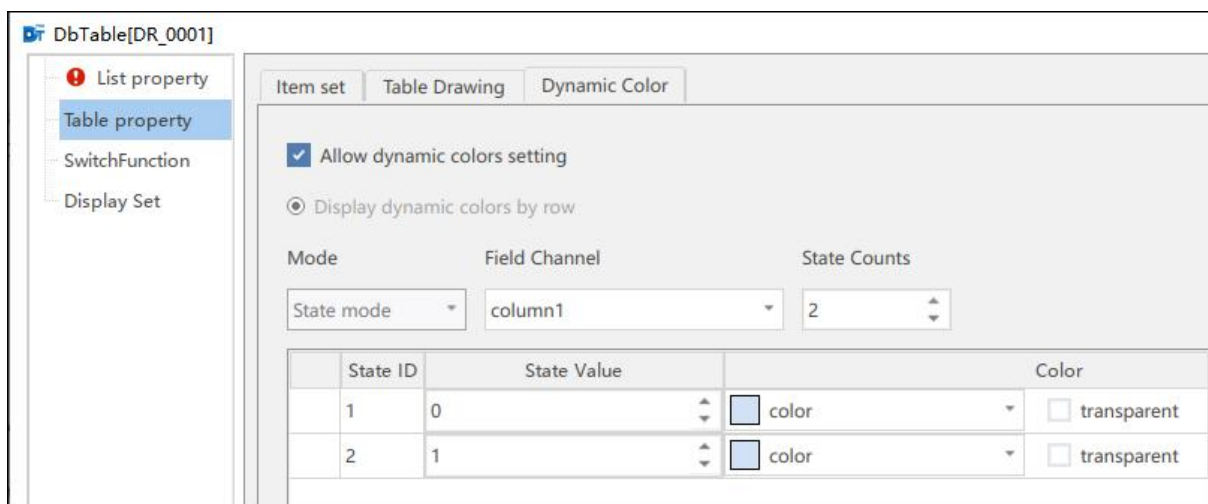 DbTable[DR_0001]
List property
Table property
SwitchFunction
Display Set
Item set Table Drawing Dynamic Color
Allow dynamic colors setting
Display dynamic colors by row
Mode Field Channel State Counts
State mode column1 2
State ID State Value Color
1 0 color transparent
2 1 color transparent